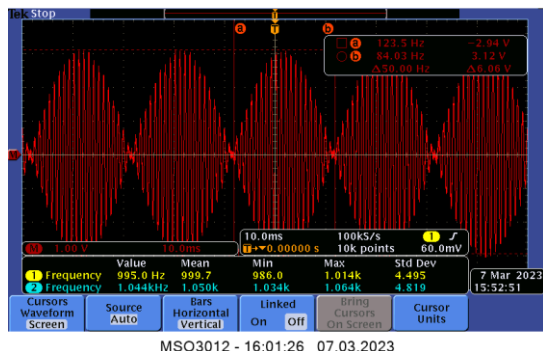 Tek Stop
a T b
a 123.5 Hz -2.94 V
b 84.03 Hz 3.12 V
Δ50.00 Hz Δ6.06 V
M
M 1.00 V 10.0ms
10.0ms 100kS/s 1
T→▼0.00000 s 10k points 60.0mV
Value Mean Min Max Std Dev
1 Frequency 995.0 Hz 999.7 986.0 1.014k 4.495
2 Frequency 1.044kHz 1.050k 1.034k 1.064k 4.819
7 Mar 2023
15:52:51
Cursors Waveform Screen
Source Auto
Bars Horizontal Vertical
Linked On Off
Bring Cursors On Screen
Cursor Units
MSO3012 - 16:01:26 07.03.2023